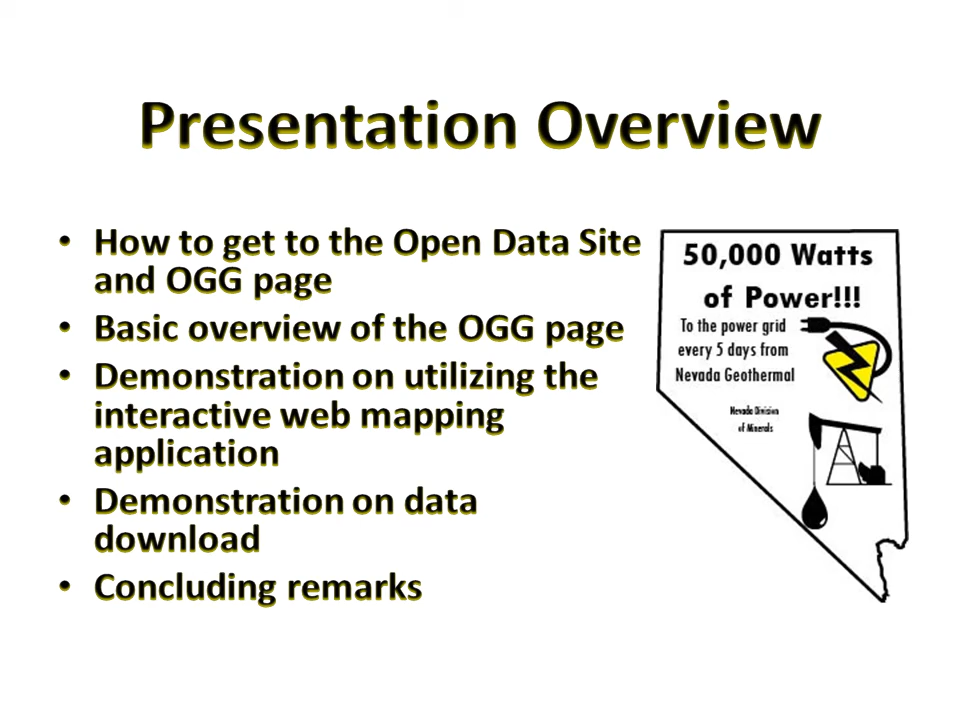 Presentation Overview
• How to get to the Open Data Site
and OGG page
• Basic overview of the OGG page
• Demonstration on utilizing the
interactive web mapping
application
• Demonstration on data
download
• Concluding remarks
50,000 Watts
of Power!!!
To the power grid
every 5 days from
Nevada Geothermal
Nevada Division
of Minerals